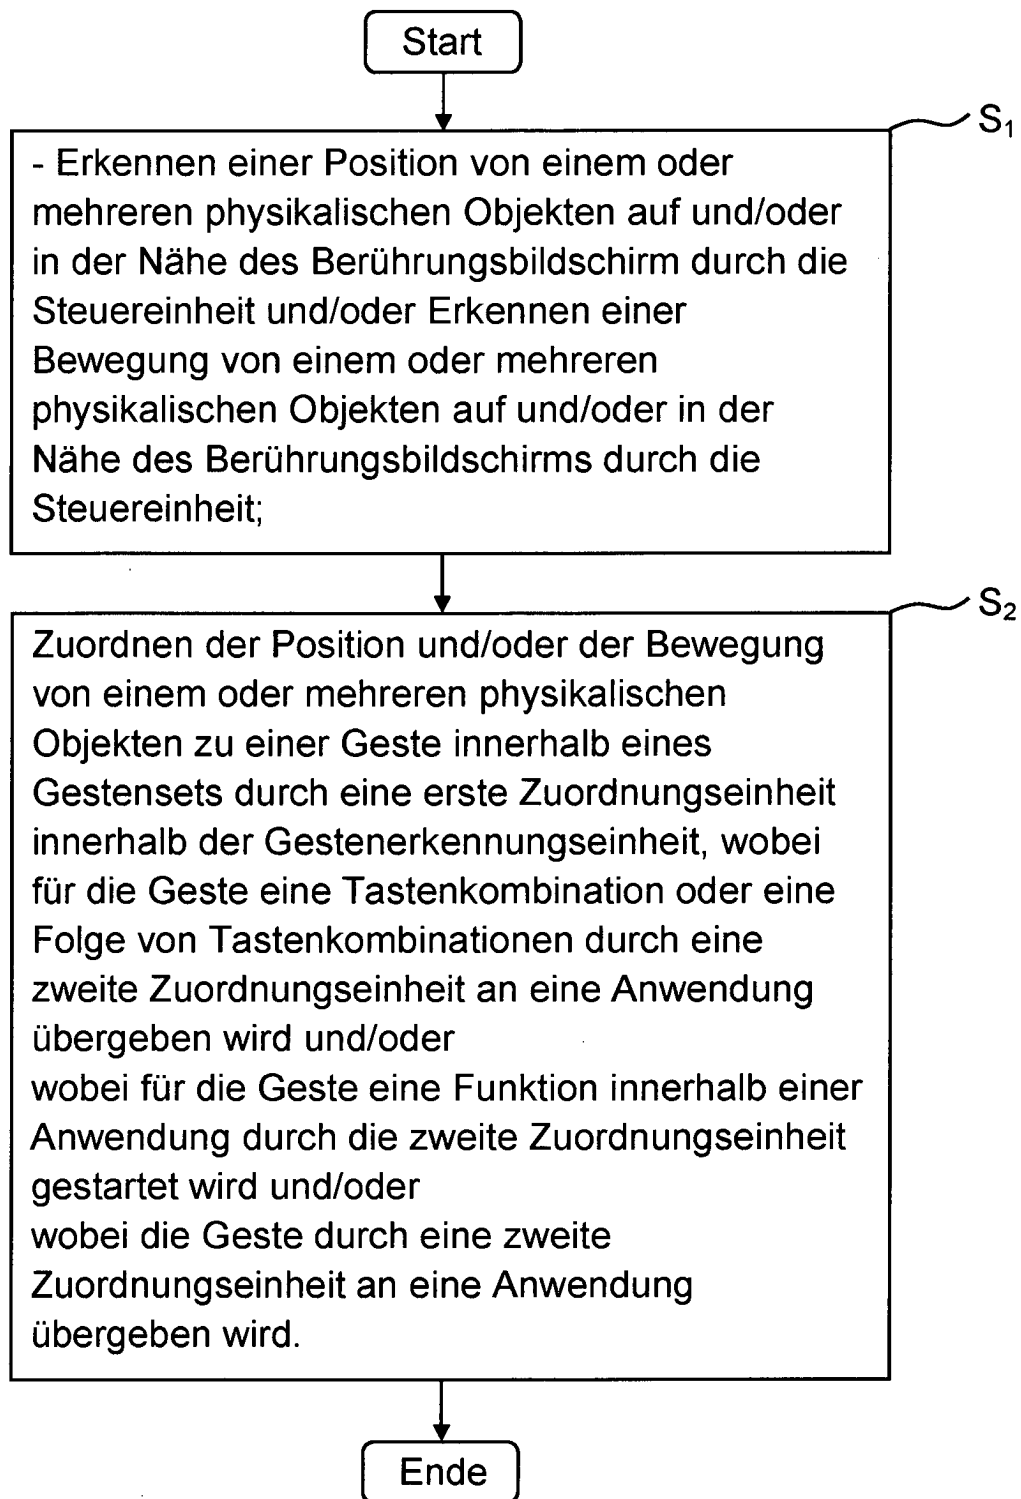 Start
S₁
- Erkennen einer Position von einem oder
mehreren physikalischen Objekten auf und/oder
in der Nähe des Berührungsbildschirm durch die
Steuereinheit und/oder Erkennen einer
Bewegung von einem oder mehreren
physikalischen Objekten auf und/oder in der
Nähe des Berührungsbildschirms durch die
Steuereinheit;
S₂
Zuordnen der Position und/oder der Bewegung
von einem oder mehreren physikalischen
Objekten zu einer Geste innerhalb eines
Gestensets durch eine erste Zuordnungseinheit
innerhalb der Gestenerkennungseinheit, wobei
für die Geste eine Tastenkombination oder eine
Folge von Tastenkombinationen durch eine
zweite Zuordnungseinheit an eine Anwendung
übergeben wird und/oder
wobei für die Geste eine Funktion innerhalb einer
Anwendung durch die zweite Zuordnungseinheit
gestartet wird und/oder
wobei die Geste durch eine zweite
Zuordnungseinheit an eine Anwendung
übergeben wird.
Ende